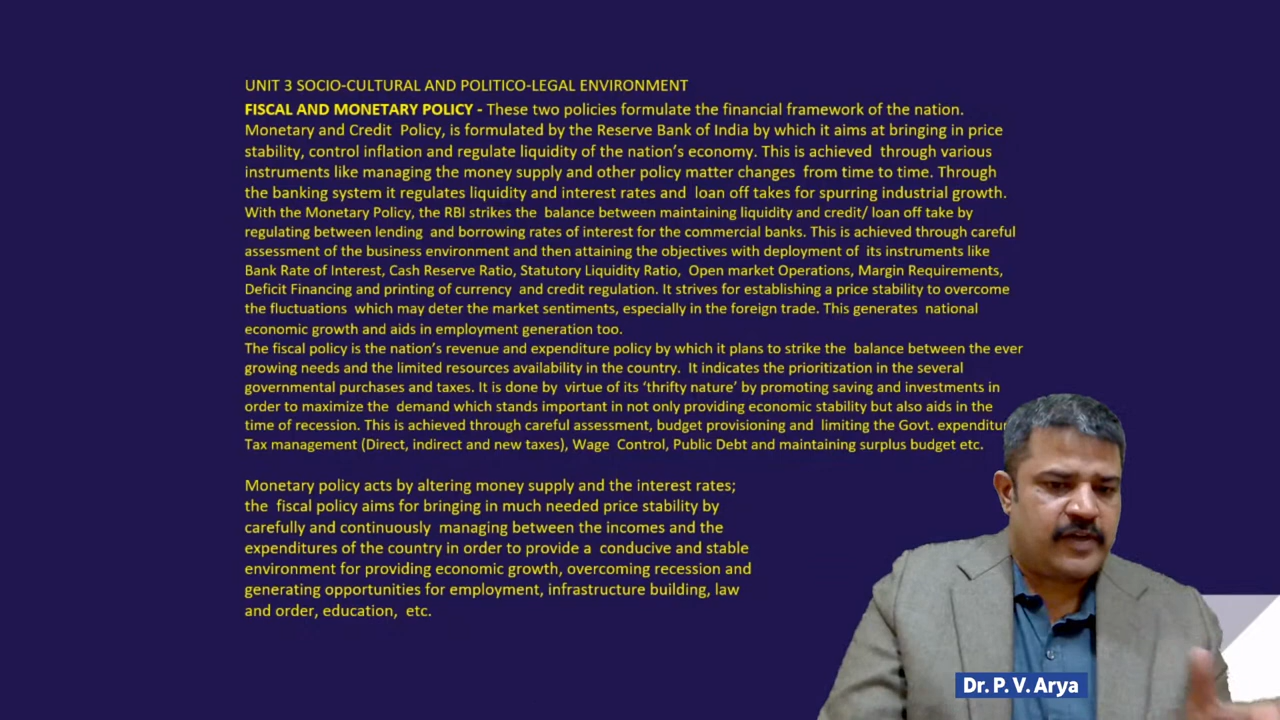 UNIT 3 SOCIO-CULTURAL AND POLITICO-LEGAL ENVIRONMENT
FISCAL AND MONETARY POLICY - These two policies formulate the financial framework of the nation.
Monetary and Credit Policy, is formulated by the Reserve Bank of India by which it aims at bringing in price
stability, control inflation and regulate liquidity of the nation's economy. This is achieved through various
instruments like managing the money supply and other policy matter changes from time to time. Through
the banking system it regulates liquidity and interest rates and loan off takes for spurring industrial growth.
With the Monetary Policy, the RBI strikes the balance between maintaining liquidity and credit/ loan off take by
regulating between lending and borrowing rates of interest for the commercial banks. This is achieved through careful
assessment of the business environment and then attaining the objectives with deployment of its instruments like
Bank Rate of Interest, Cash Reserve Ratio, Statutory Liquidity Ratio, Open market Operations, Margin Requirements,
Deficit Financing and printing of currency and credit regulation. It strives for establishing a price stability to overcome
the fluctuations which may deter the market sentiments, especially in the foreign trade. This generates national
economic growth and aids in employment generation too.
The fiscal policy is the nation's revenue and expenditure policy by which it plans to strike the balance between the ever
growing needs and the limited resources availability in the country. It indicates the prioritization in the several
governmental purchases and taxes. It is done by virtue of its 'thrifty nature' by promoting saving and investments in
order to maximize the demand which stands important in not only providing economic stability but also aids in the
time of recession. This is achieved through careful assessment, budget provisioning and limiting the Govt.
Tax management (Direct, indirect and new taxes), Wage Control, Public Debt and maintaining surplus budget etc.
Monetary policy acts by altering money supply and the interest rates;
the fiscal policy aims for bringing in much needed price stability by
carefully and continuously managing between the incomes and the
expenditures of the country in order to provide a conducive and stable
environment for providing economic growth, overcoming recession and
generating opportunities for employment, infrastructure building, law
and order, education, etc.
Dr. P. V. Arya